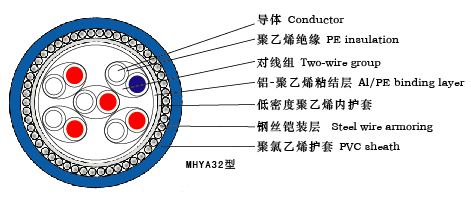 导体 Conductor
聚乙烯绝缘 PE insulation
对线组 Two-wire group
铝-聚乙烯粘结层 Al/PE binding layer
低密度聚乙烯内护套
钢丝铠装层 Steel wire armoring
聚氯乙烯护套 PVC sheath
MHYA32型